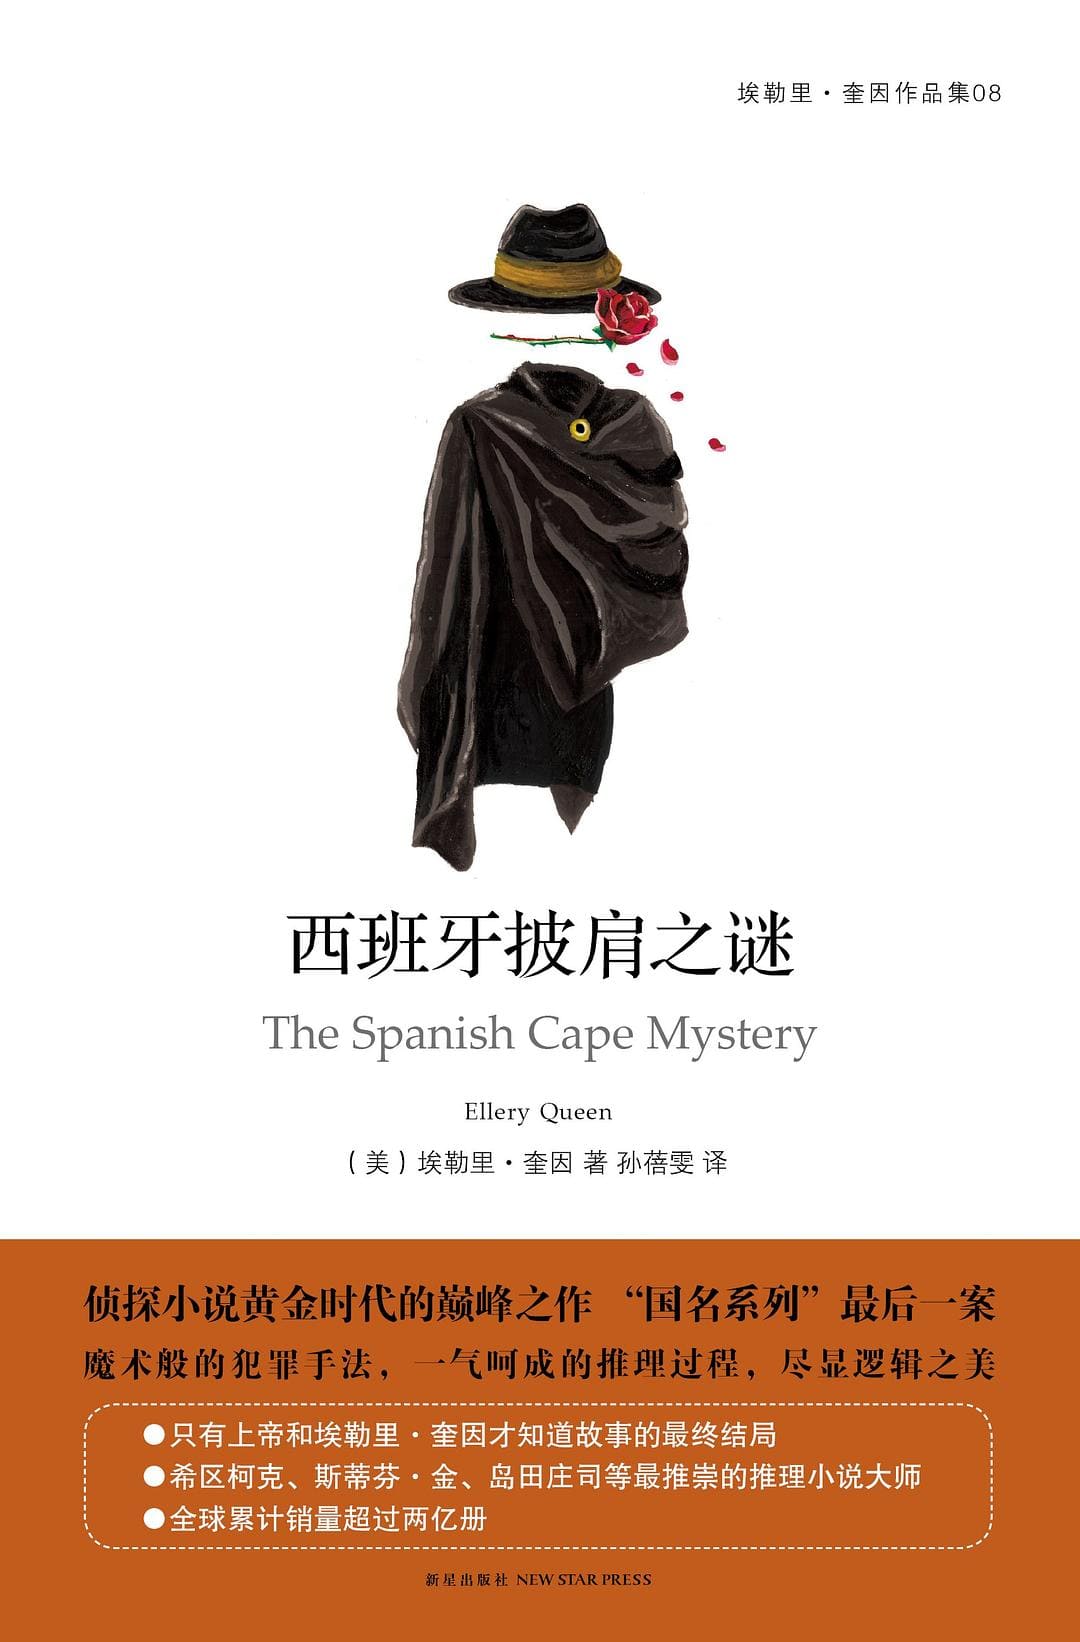 埃勒里·奎因作品集08
西班牙披肩之谜
The Spanish Cape Mystery
Ellery Queen
（美）埃勒里·奎因 著 孙蓓雯 译
侦探小说黄金时代的巅峰之作 “国名系列”最后一案
魔术般的犯罪手法，一气呵成的推理过程，尽显逻辑之美
●只有上帝和埃勒里·奎因才知道故事的最终结局
●希区柯克、斯蒂芬·金、岛田庄司等最推崇的推理小说大师
●全球累计销量超过两亿册
新星出版社 NEW STAR PRESS